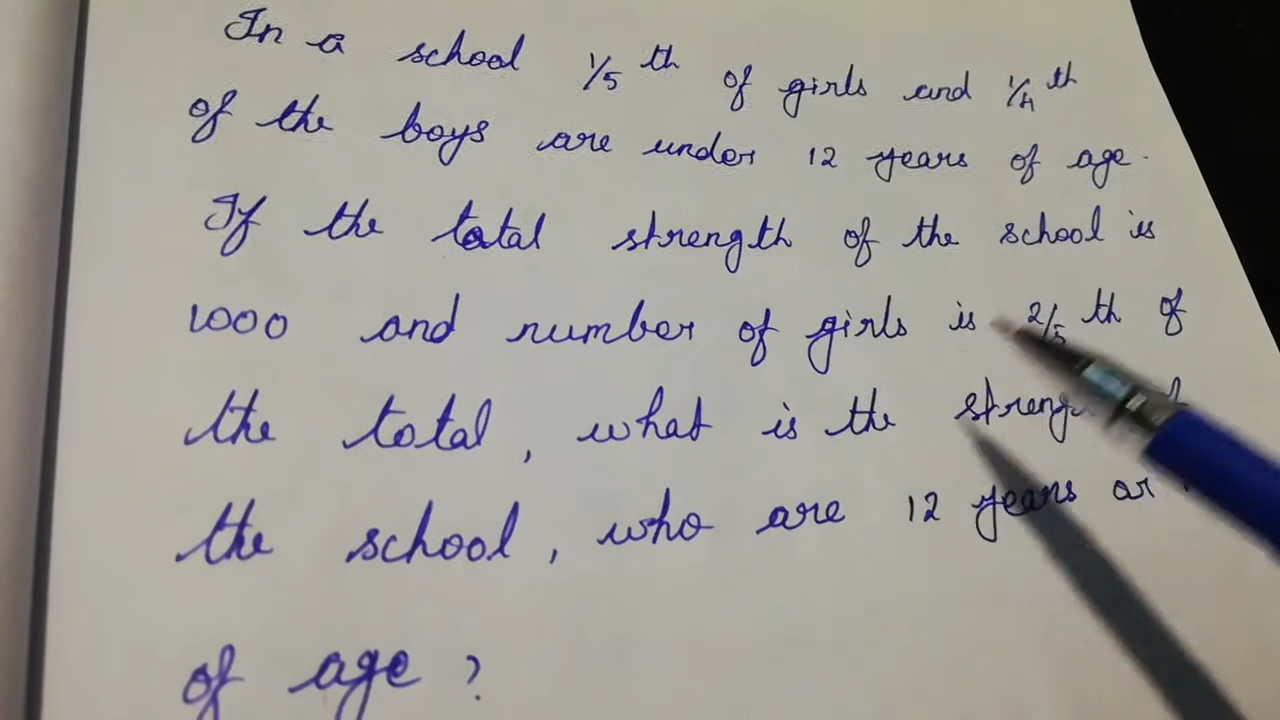 In a school 1/5 th of girls and 1/4 th
of the boys are under 12 years of age.
If the total strength of the school is
1000 and number of girls is 2/5 th of
the total, what is the
the school, who are 12 years
of age ?